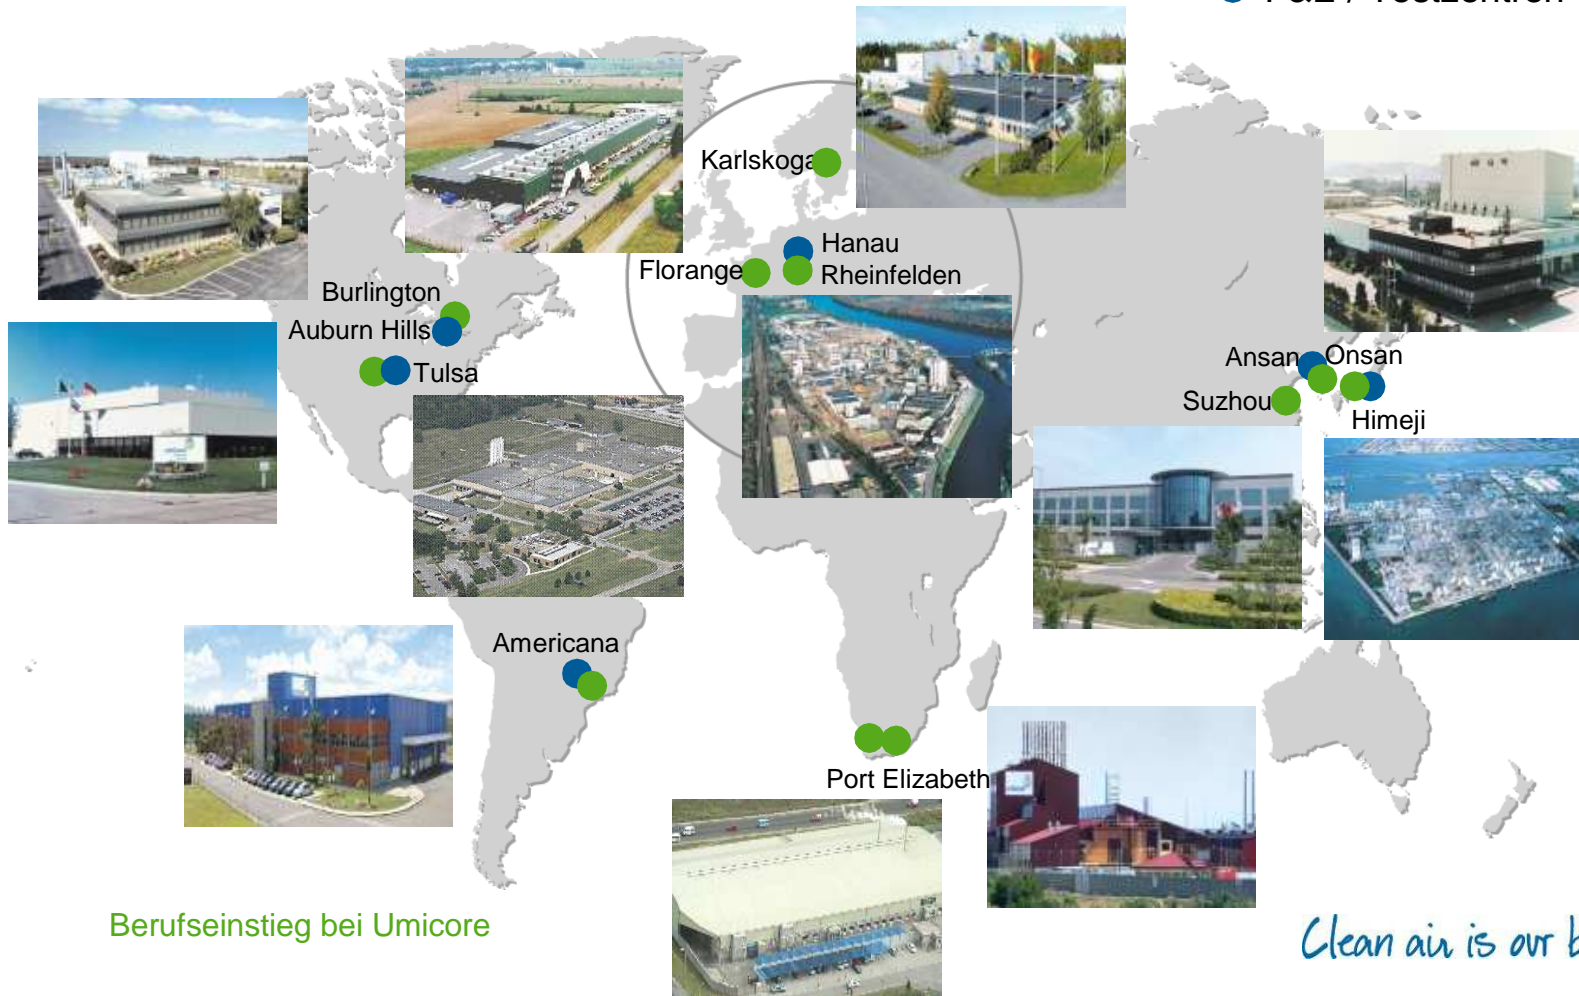 Karlskoga
Hanau
Florange
Rheinfelden
Burlington
Auburn Hills
Tulsa
Ansan
Onsan
Suzhou
Himeji
Americana
Port Elizabeth
Berufseinstieg bei Umicore
Clean air is our